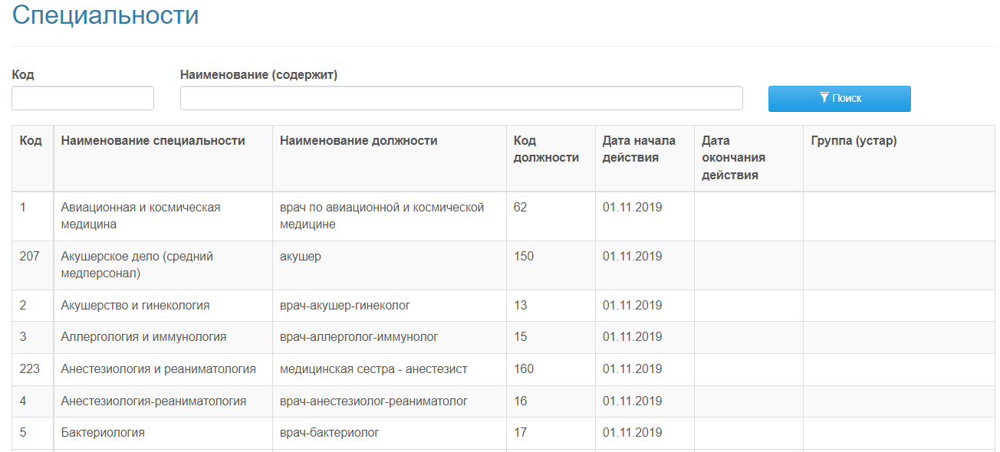 Специальности
Код
Наименование (содержит)
Поиск
Код Наименование специальности Наименование должности Код должности Дата начала действия Дата окончания действия Группа (устар)
1 Авиационная и космическая медицина врач по авиационной и космической медицине 62 01.11.2019
207 Акушерское дело (средний медперсонал) акушер 150 01.11.2019
2 Акушерство и гинекология врач-акушер-гинеколог 13 01.11.2019
3 Аллергология и иммунология врач-аллерголог-иммунолог 15 01.11.2019
223 Анестезиология и реаниматология медицинская сестра - анестезист 160 01.11.2019
4 Анестезиология-реаниматология врач-анестезиолог-реаниматолог 16 01.11.2019
5 Бактериология врач-бактериолог 17 01.11.2019